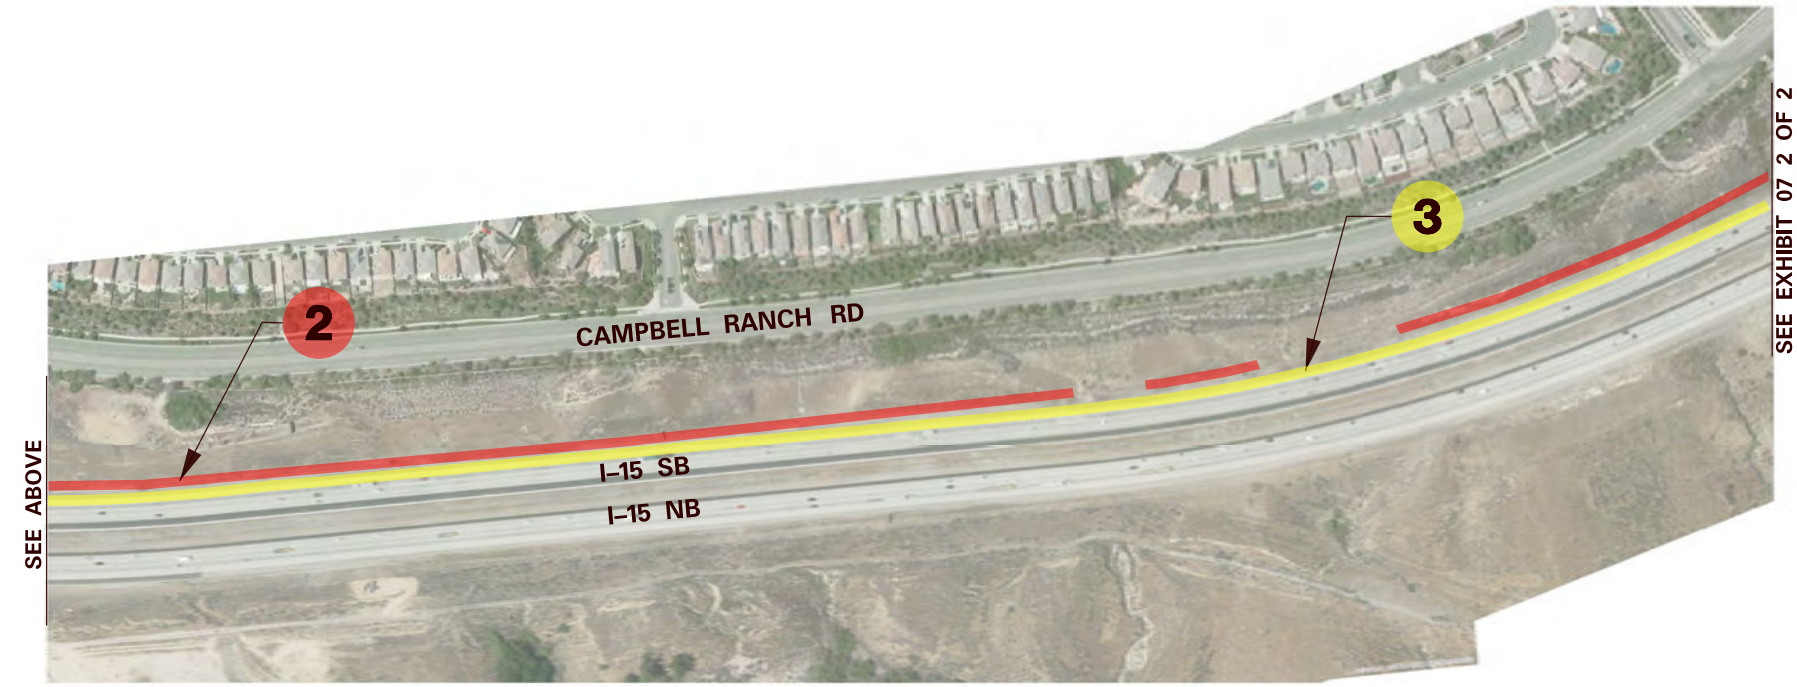 SEE EXHIBIT 07 2 OF 2
3
2
CAMPBELL RANCH RD
SEE ABOVE
I–15 SB
I–15 NB